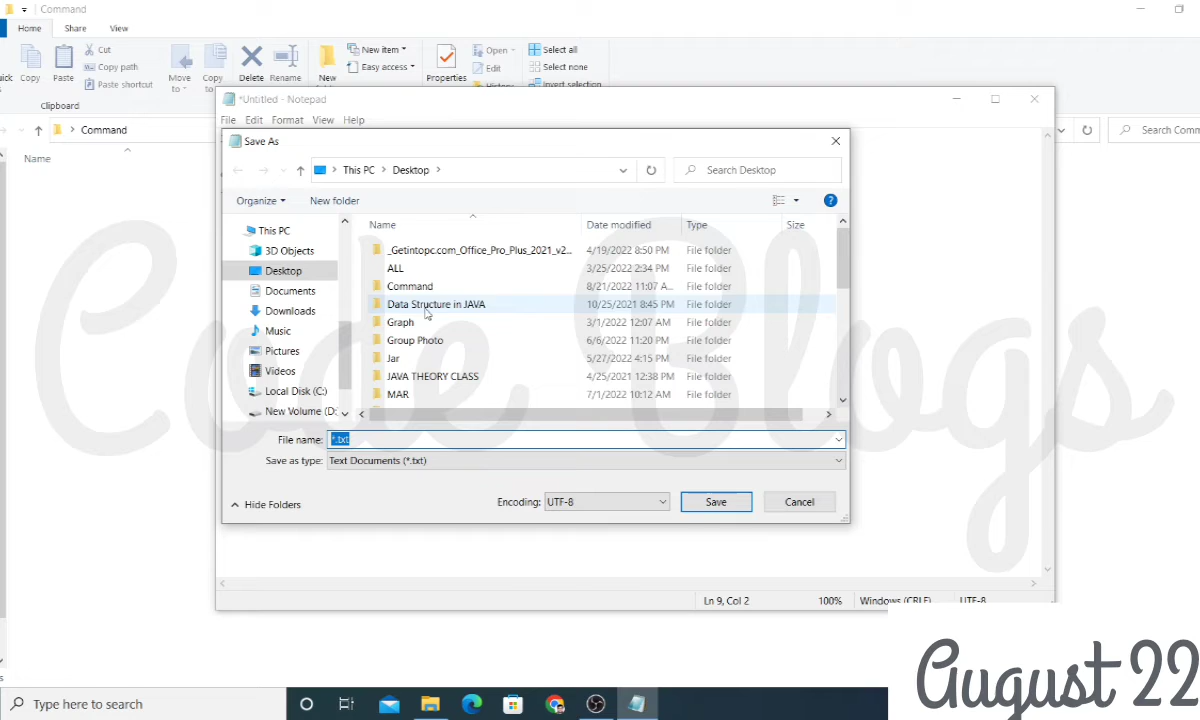 Command
Home Share View
Copy Paste Cut Copy path Paste shortcut Move to Copy to Delete Rename New New item Easy access Properties Open Edit History Select all Select none Invert selection
Clipboard
Command
Search Comm
Name
*Untitled - Notepad
File Edit Format View Help
Save As
This PC Desktop
Search Desktop
Organize New folder
This PC
3D Objects
Desktop
Documents
Downloads
Music
Pictures
Videos
Local Disk (C:)
New Volume (D:
Name Date modified Type Size
_Getintopc.com_Office_Pro_Plus_2021_v2... 4/19/2022 8:50 PM File folder
ALL 3/25/2022 2:34 PM File folder
Command 8/21/2022 11:07 A... File folder
Data Structure in JAVA 10/25/2021 8:45 PM File folder
Graph 3/1/2022 12:07 AM File folder
Group Photo 6/6/2022 11:20 PM File folder
Jar 5/27/2022 4:15 PM File folder
JAVA THEORY CLASS 4/25/2021 12:38 PM File folder
MAR 7/1/2022 10:12 AM File folder
File name: *.txt
Save as type: Text Documents (*.txt)
Hide Folders
Encoding: UTF-8 Save Cancel
Code Blogs
Ln 9, Col 2 100% Windows (CRLF) UTF-8
August 22
Type here to search